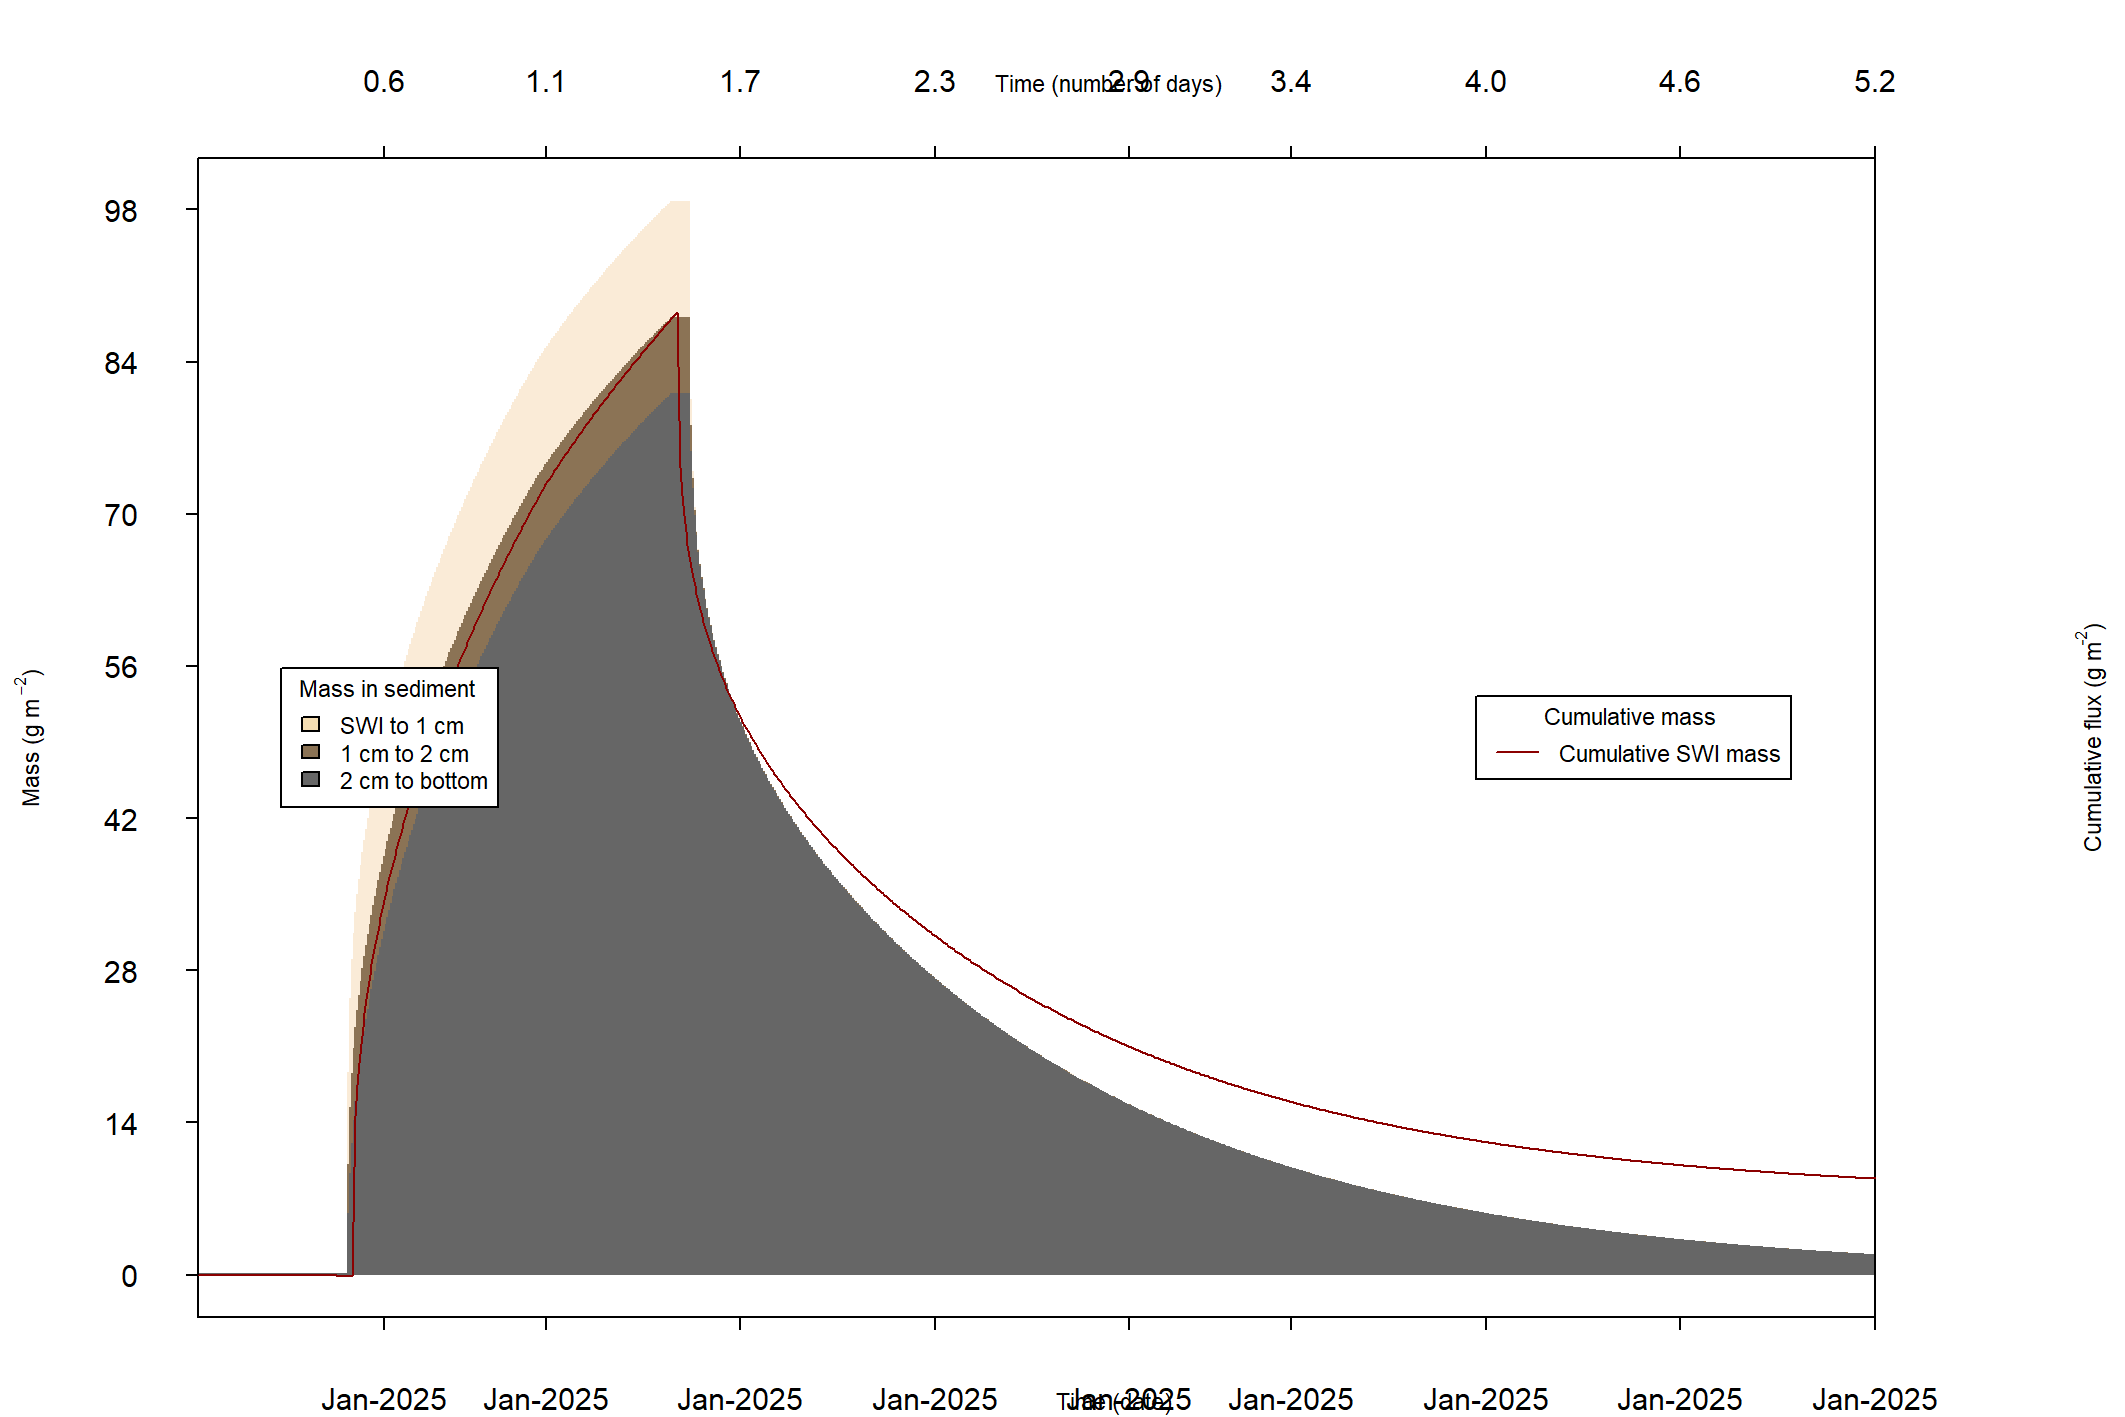 0.6 1.1 1.7 2.3 2.9 3.4 4.0 4.6 5.2
Time (number of days)
98
84
70
56
42
28
14
0
Mass (g m⁻²)
Mass in sediment
SWI to 1 cm
1 cm to 2 cm
2 cm to bottom
Cumulative mass
Cumulative SWI mass
Cumulative flux (g m⁻²)
Jan-2025 Jan-2025 Jan-2025 Jan-2025 Jan-2025 Jan-2025 Jan-2025 Jan-2025 Jan-2025
Time (date)